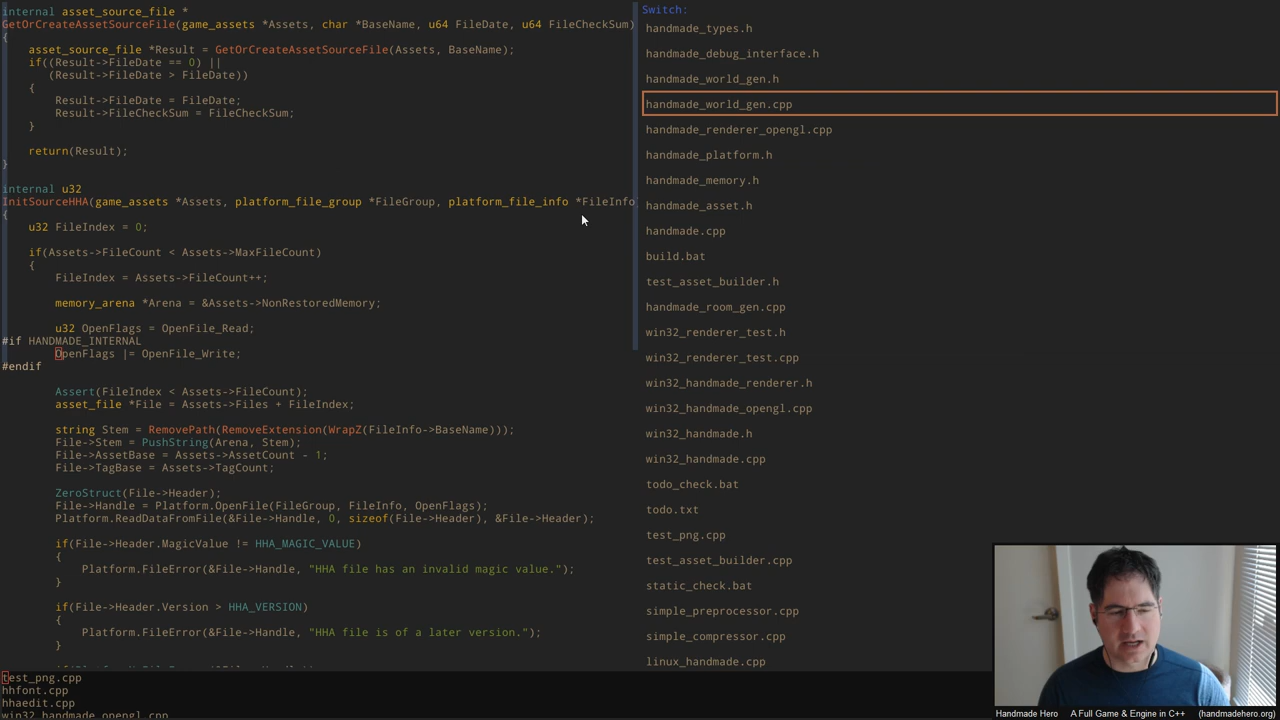 internal asset_source_file *
GetOrCreateAssetSourceFile(game_assets *Assets, char *BaseName, u64 FileDate, u64 FileCheckSum)
{
    asset_source_file *Result = GetOrCreateAssetSourceFile(Assets, BaseName);
    if((Result->FileDate == 0) ||
       (Result->FileDate > FileDate))
    {
        Result->FileDate = FileDate;
        Result->FileCheckSum = FileCheckSum;
    }
    return(Result);
}
internal u32
InitSourceHHA(game_assets *Assets, platform_file_group *FileGroup, platform_file_info *FileInfo
{
    u32 FileIndex = 0;
    if(Assets->FileCount < Assets->MaxFileCount)
    {
        FileIndex = Assets->FileCount++;
        memory_arena *Arena = &Assets->NonRestoredMemory;
        u32 OpenFlags = OpenFile_Read;
#if HANDMADE_INTERNAL
        OpenFlags |= OpenFile_Write;
#endif
        Assert(FileIndex < Assets->FileCount);
        asset_file *File = Assets->Files + FileIndex;
        string Stem = RemovePath(RemoveExtension(WrapZ(FileInfo->BaseName)));
        File->Stem = PushString(Arena, Stem);
        File->AssetBase = Assets->AssetCount - 1;
        File->TagBase = Assets->TagCount;
        ZeroStruct(File->Header);
        File->Handle = Platform.OpenFile(FileGroup, FileInfo, OpenFlags);
        Platform.ReadDataFromFile(&File->Handle, 0, sizeof(File->Header), &File->Header);
        if(File->Header.MagicValue != HHA_MAGIC_VALUE)
        {
            Platform.FileError(&File->Handle, "HHA file has an invalid magic value.");
        }
        if(File->Header.Version > HHA_VERSION)
        {
            Platform.FileError(&File->Handle, "HHA file is of a later version.");
        }
test_png.cpp
hhfont.cpp
hhaedit.cpp
win32_handmade_opengl.cpp
Switch:
handmade_types.h
handmade_debug_interface.h
handmade_world_gen.h
handmade_world_gen.cpp
handmade_renderer_opengl.cpp
handmade_platform.h
handmade_memory.h
handmade_asset.h
handmade.cpp
build.bat
test_asset_builder.h
handmade_room_gen.cpp
win32_renderer_test.h
win32_renderer_test.cpp
win32_handmade_renderer.h
win32_handmade_opengl.cpp
win32_handmade.h
win32_handmade.cpp
todo_check.bat
todo.txt
test_png.cpp
test_asset_builder.cpp
static_check.bat
simple_preprocessor.cpp
simple_compressor.cpp
linux_handmade.cpp
Handmade Hero A Full Game & Engine in C++ (handmadehero.org)